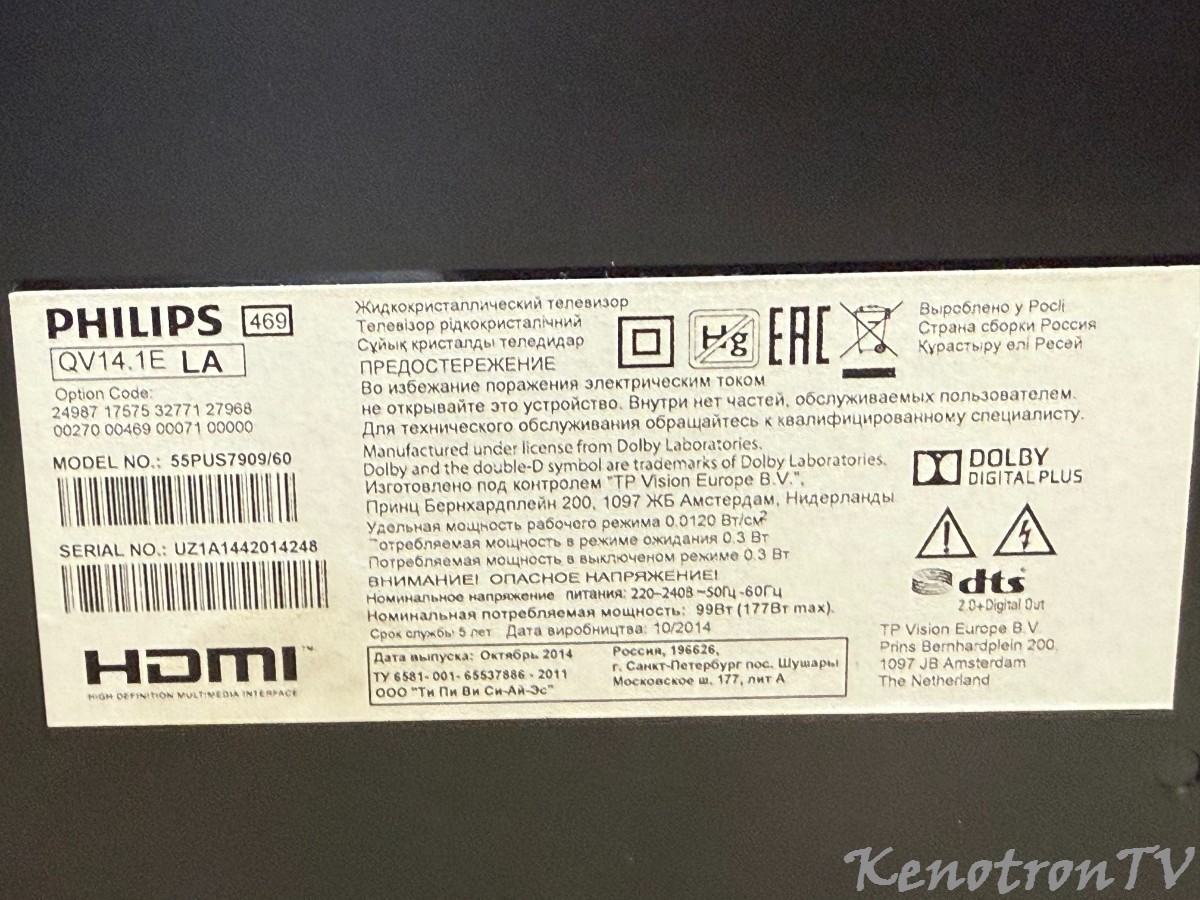 PHILIPS 469
QV14.1E LA
Option Code:
24987 17575 32771 27968
00270 00469 00071 00000
MODEL NO.: 55PUS7909/60
SERIAL NO.: UZ1A1442014248
HDMI™
HIGH DEFINITION MULTIMEDIA INTERFACE
Жидкокристаллический телевизор
Телевізор рідкокристалічний
Сұйық кристалды теледидар
ПРЕДОСТЕРЕЖЕНИЕ
Во избежание поражения электрическим током
не открывайте это устройство. Внутри нет частей, обслуживаемых пользователем.
Для технического обслуживания обращайтесь к квалифицированному специалисту.
Manufactured under license from Dolby Laboratories.
Dolby and the double-D symbol are trademarks of Dolby Laboratories.
Изготовлено под контролем "TP Vision Europe B.V.",
Принц Бернхардплейн 200, 1097 ЖБ Амстердам, Нидерланды
Удельная мощность рабочего режима 0.0120 Вт/см²
отребляемая мощность в режиме ожидания 0.3 Вт
Потребляемая мощность в выключеном режиме 0.3 Вт
ВНИМАНИЕ! ОПАСНОЕ НАПРЯЖЕНИЕ!
Номинальное напряжение питания: 220-240В ~50Гц-60Гц
Номинальная потребляемая мощность: 99Вт (177Вт max).
Срок службы 5 лет Дата виробництва: 10/2014
Дата выпуска: Октябрь 2014
ТУ 6581- 001- 65537886 - 2011
ООО "Ти Пи Ви Си-Ай-Эс"
Россия, 196626,
г. Санкт-Петербург пос. Шушары
Московское ш. 177, лит А
Hg
EAC
Вырoблено у Росіі
Страна сборки Россия
Құрастыру елі Ресей
DOLBY
DIGITAL PLUS
dts
2.0+Digital Out
TP Vision Europe B.V.
Prins Bernhardplein 200,
1097 JB Amsterdam
The Netherland
KenotronTV